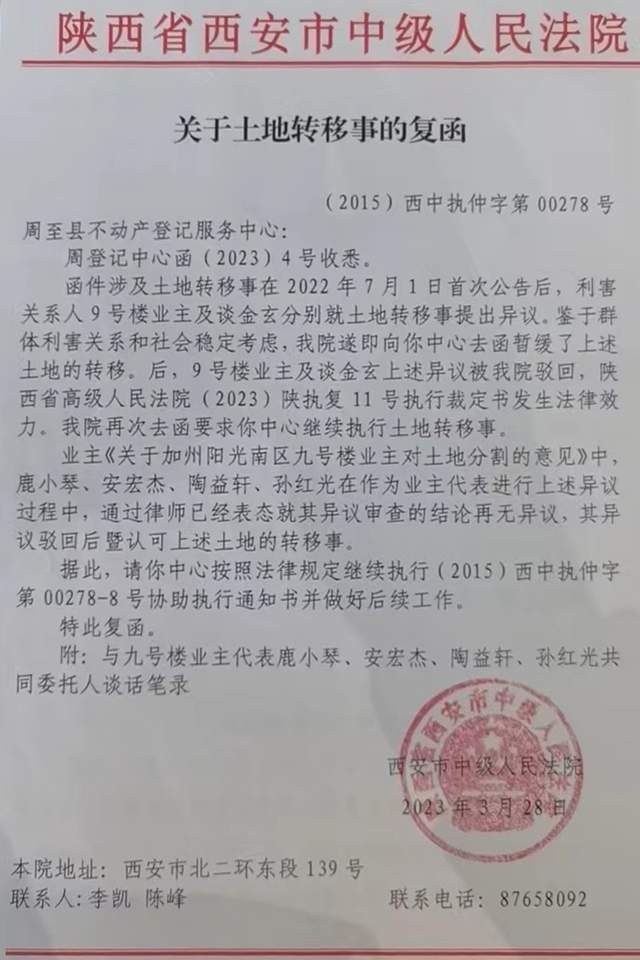 陕西省西安市中级人民法院
关于土地转移事的复函
（2015）西中执仲字第 00278 号
周至县不动产登记服务中心：
周登记中心函（2023）4 号收悉。
函件涉及土地转移事在 2022 年 7 月 1 日首次公告后，利害
关系人 9 号楼业主及谈金玄分别就土地转移事提出异议。鉴于群
体利害关系和社会稳定考虑，我院遂即向你中心去函暂缓了上述
土地的转移。后，9 号楼业主及谈金玄上述异议被我院驳回，陕
西省高级人民法院（2023）陕执复 11 号执行裁定书发生法律效
力。我院再次去函要求你中心继续执行土地转移事。
业主《关于加州阳光南区九号楼业主对土地分割的意见》中，
鹿小琴、安宏杰、陶益轩、孙红光在作为业主代表进行上述异议
过程中，通过律师已经表态就其异议审查的结论再无异议，其异
议驳回后暨认可上述土地的转移事。
据此，请你中心按照法律规定继续执行（2015）西中执仲字
第 00278-8 号协助执行通知书并做好后续工作。
特此复函。
附：与九号楼业主代表鹿小琴、安宏杰、陶益轩、孙红光共
同委托人谈话笔录
西安市中级人民法院
2023 年 3 月 28 日
本院地址：西安市北二环东段 139 号
联系人：李凯 陈峰 联系电话：87658092